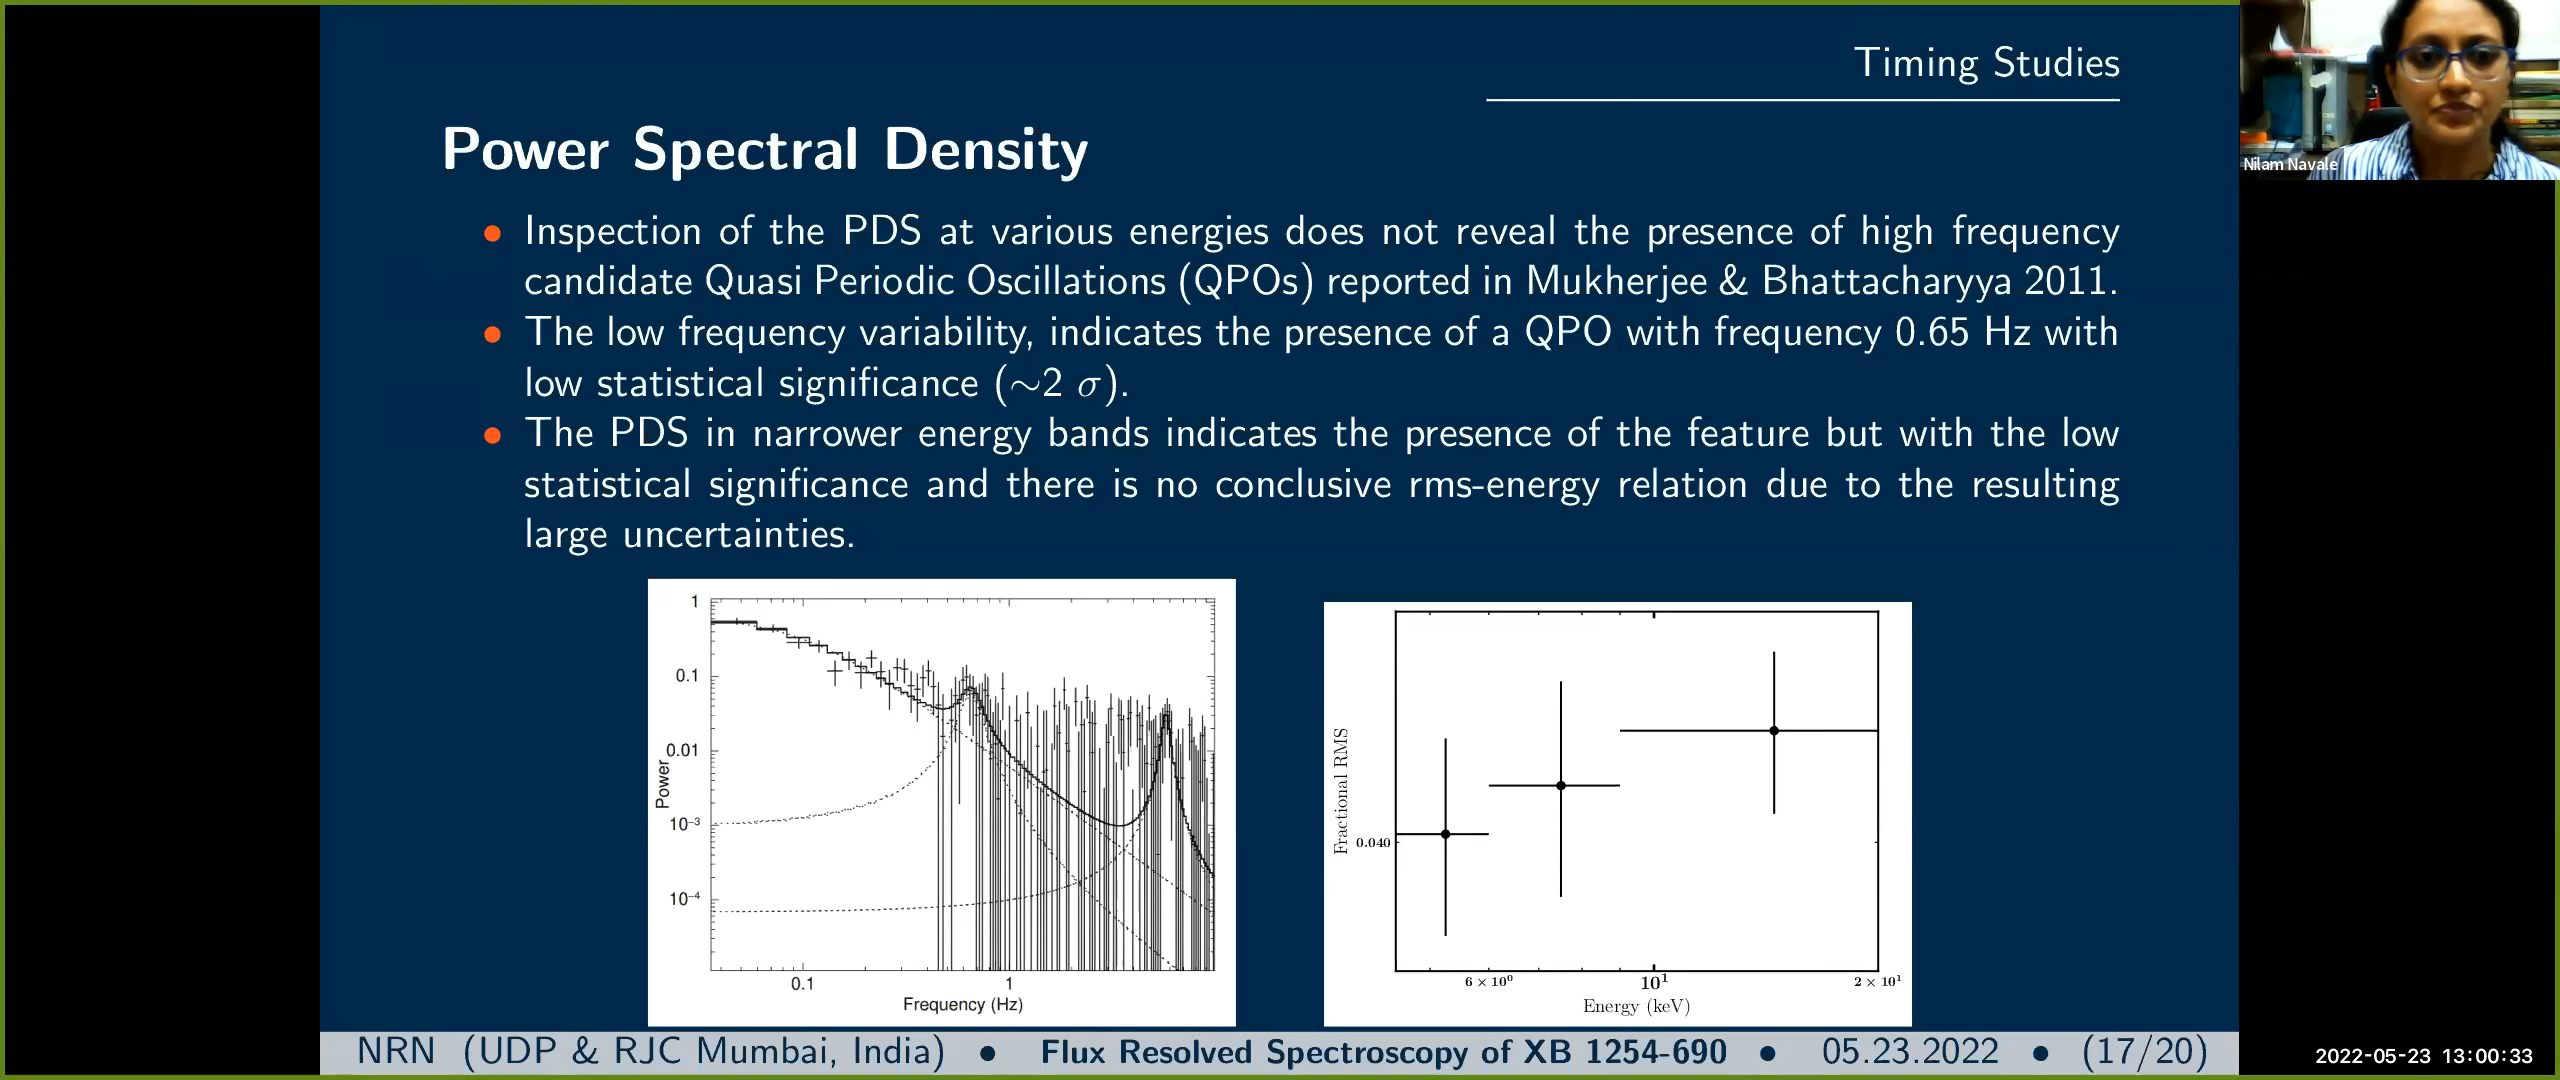 Timing Studies
Nilam Navale
Power Spectral Density
• Inspection of the PDS at various energies does not reveal the presence of high frequency
candidate Quasi Periodic Oscillations (QPOs) reported in Mukherjee & Bhattacharyya 2011.
• The low frequency variability, indicates the presence of a QPO with frequency 0.65 Hz with
low statistical significance (∼2 σ).
• The PDS in narrower energy bands indicates the presence of the feature but with the low
statistical significance and there is no conclusive rms-energy relation due to the resulting
large uncertainties.
1
0.1
0.01
10⁻³
10⁻⁴
Power
0.1
1
Frequency (Hz)
Fractional RMS
0.040
6 × 10⁰
10¹
2 × 10¹
Energy (keV)
NRN (UDP & RJC Mumbai, India) • Flux Resolved Spectroscopy of XB 1254-690 • 05.23.2022 • (17/20)
2022-05-23 13:00:33